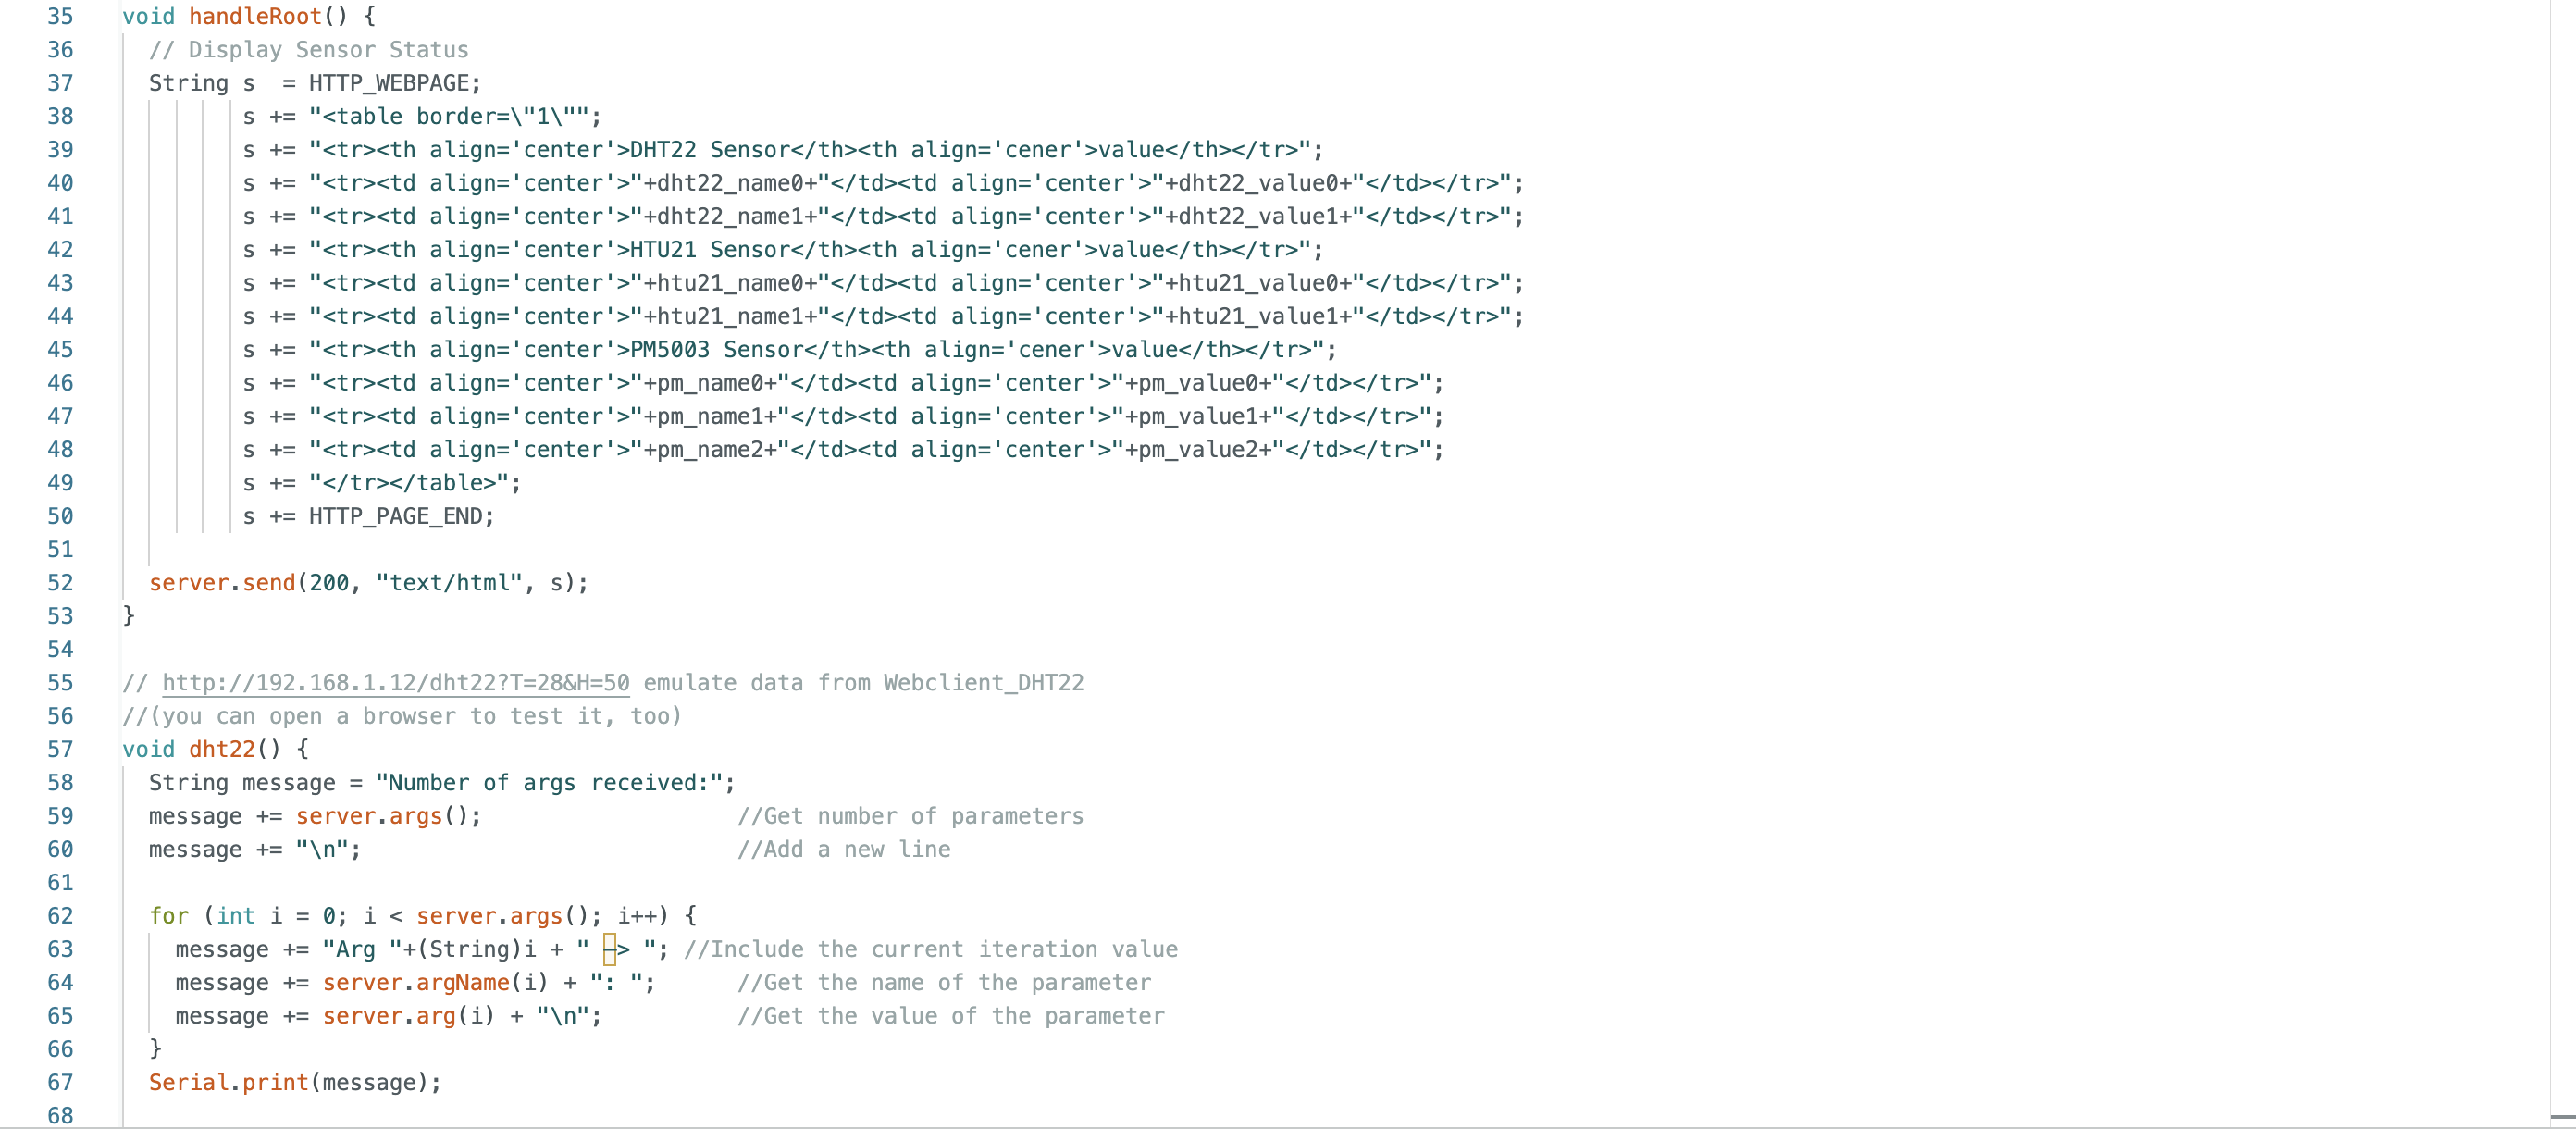 35 void handleRoot() {
36 // Display Sensor Status
37 String s  = HTTP_WEBPAGE;
38 s += "<table border=\"1\"";
39 s += "<tr><th align='center'>DHT22 Sensor</th><th align='cener'>value</th></tr>";
40 s += "<tr><td align='center'>"+dht22_name0+"</td><td align='center'>"+dht22_value0+"</td></tr>";
41 s += "<tr><td align='center'>"+dht22_name1+"</td><td align='center'>"+dht22_value1+"</td></tr>";
42 s += "<tr><th align='center'>HTU21 Sensor</th><th align='cener'>value</th></tr>";
43 s += "<tr><td align='center'>"+htu21_name0+"</td><td align='center'>"+htu21_value0+"</td></tr>";
44 s += "<tr><td align='center'>"+htu21_name1+"</td><td align='center'>"+htu21_value1+"</td></tr>";
45 s += "<tr><th align='center'>PM5003 Sensor</th><th align='cener'>value</th></tr>";
46 s += "<tr><td align='center'>"+pm_name0+"</td><td align='center'>"+pm_value0+"</td></tr>";
47 s += "<tr><td align='center'>"+pm_name1+"</td><td align='center'>"+pm_value1+"</td></tr>";
48 s += "<tr><td align='center'>"+pm_name2+"</td><td align='center'>"+pm_value2+"</td></tr>";
49 s += "</tr></table>";
50 s += HTTP_PAGE_END;
51
52 server.send(200, "text/html", s);
53 }
54
55 // http://192.168.1.12/dht22?T=28&H=50 emulate data from Webclient_DHT22
56 //(you can open a browser to test it, too)
57 void dht22() {
58 String message = "Number of args received:";
59 message += server.args(); //Get number of parameters
60 message += "\n"; //Add a new line
61
62 for (int i = 0; i < server.args(); i++) {
63 message += "Arg "+(String)i + " –> "; //Include the current iteration value
64 message += server.argName(i) + ": "; //Get the name of the parameter
65 message += server.arg(i) + "\n"; //Get the value of the parameter
66 }
67 Serial.print(message);
68